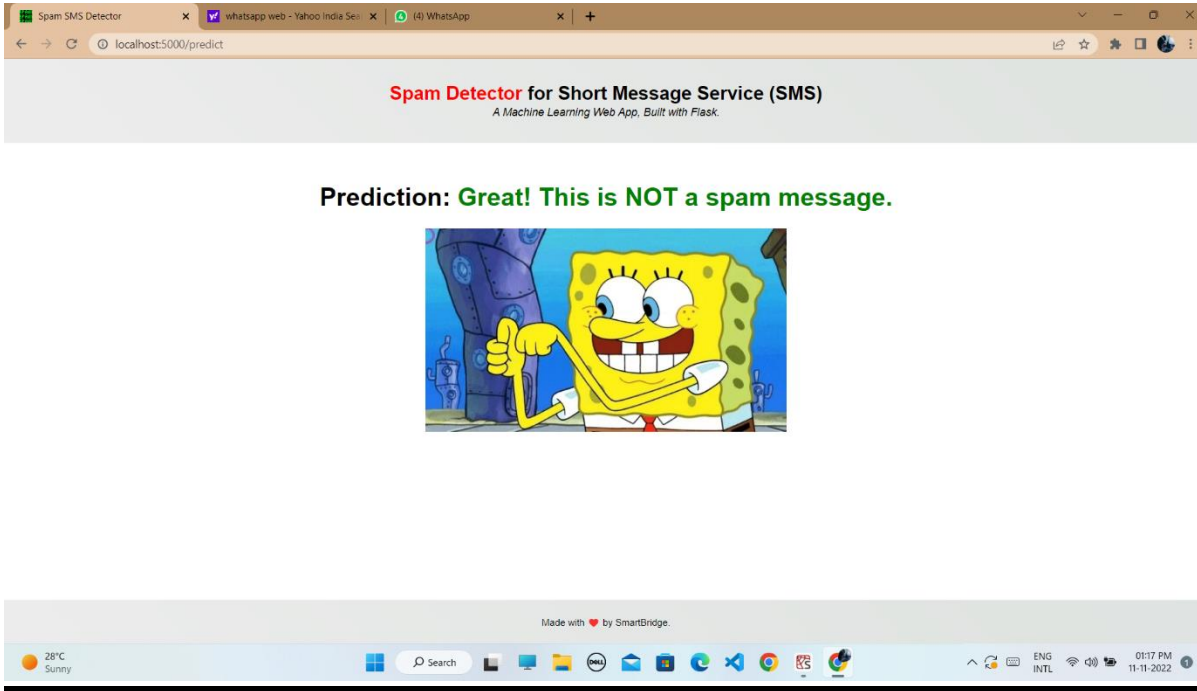 Spam SMS Detector
whatsapp web - Yahoo India Sea
(4) WhatsApp
localhost:5000/predict
Spam Detector for Short Message Service (SMS)
A Machine Learning Web App, Built with Flask.
Prediction: Great! This is NOT a spam message.
Made with ❤ by SmartBridge.
28°C
Sunny
Search
DELL
ENG
INTL
01:17 PM
11-11-2022
1